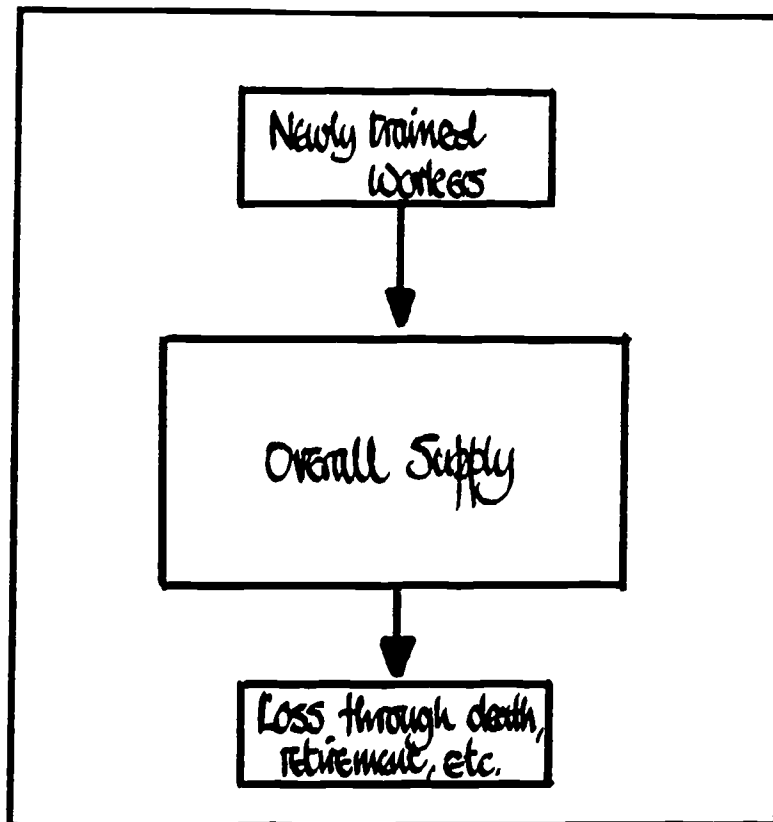 Newly trained
Workers
Overall Supply
Loss through death,
retirement, etc.